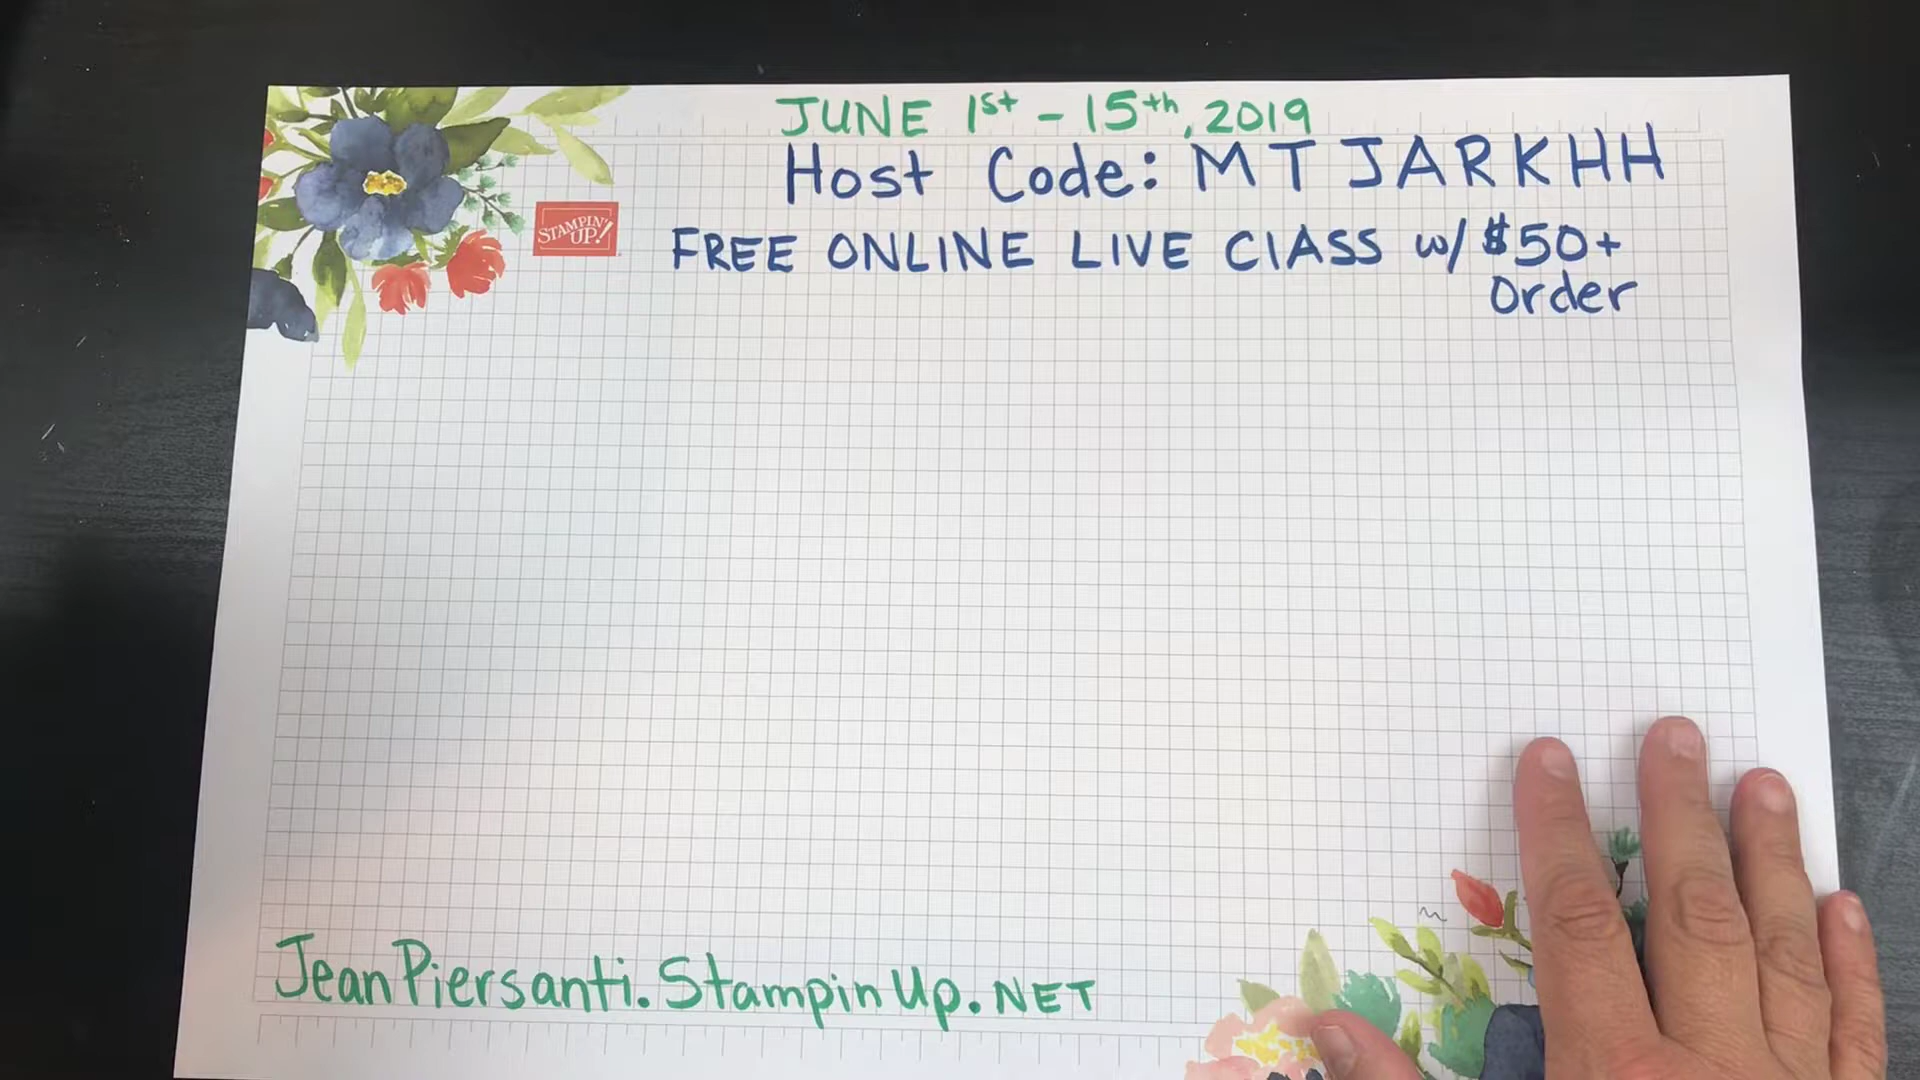 JUNE 1st - 15th, 2019
Host Code: MTJARKHH
STAMPIN' UP!
FREE ONLINE LIVE ClASS w/ $50+
Order
JeanPiersanti.StampinUp.NET